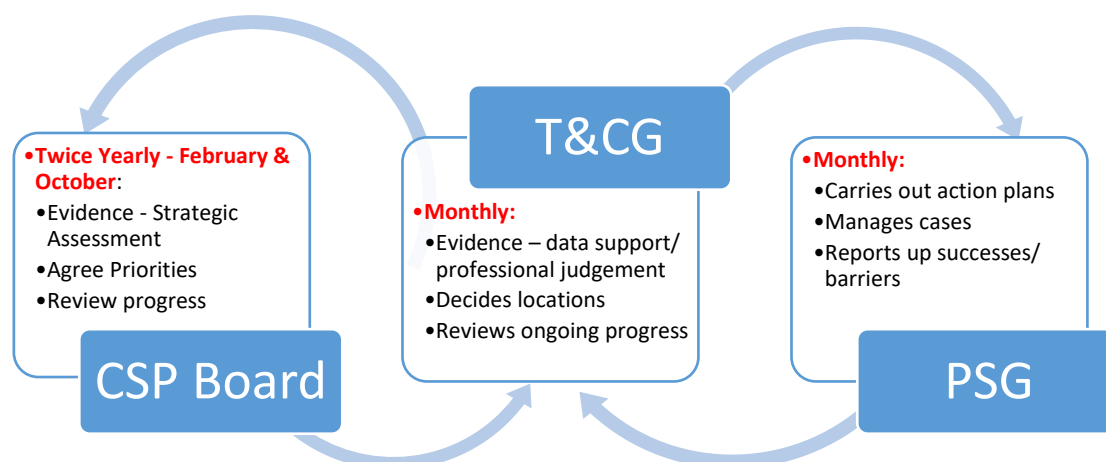 •Twice Yearly - February &
October:
•Evidence - Strategic
Assessment
•Agree Priorities
•Review progress
CSP Board
T&CG
•Monthly:
•Evidence – data support/
professional judgement
•Decides locations
•Reviews ongoing progress
•Monthly:
•Carries out action plans
•Manages cases
•Reports up successes/
barriers
PSG